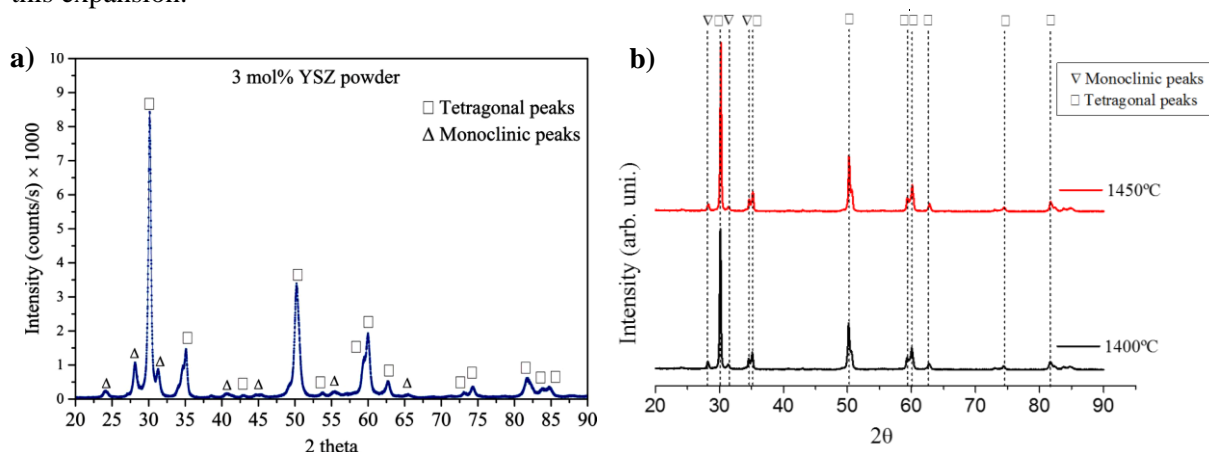 this expansion.
a)
3 mol% YSZ powder
□ Tetragonal peaks
Δ Monoclinic peaks
Intensity (counts/s) × 1000
10
9
8
7
6
5
4
3
2
1
0
20 25 30 35 40 45 50 55 60 65 70 75 80 85 90
2 theta
b)
∇ Monoclinic peaks
□ Tetragonal peaks
1450ºC
1400ºC
Intensity (arb. uni.)
20 30 40 50 60 70 80 90
2θ